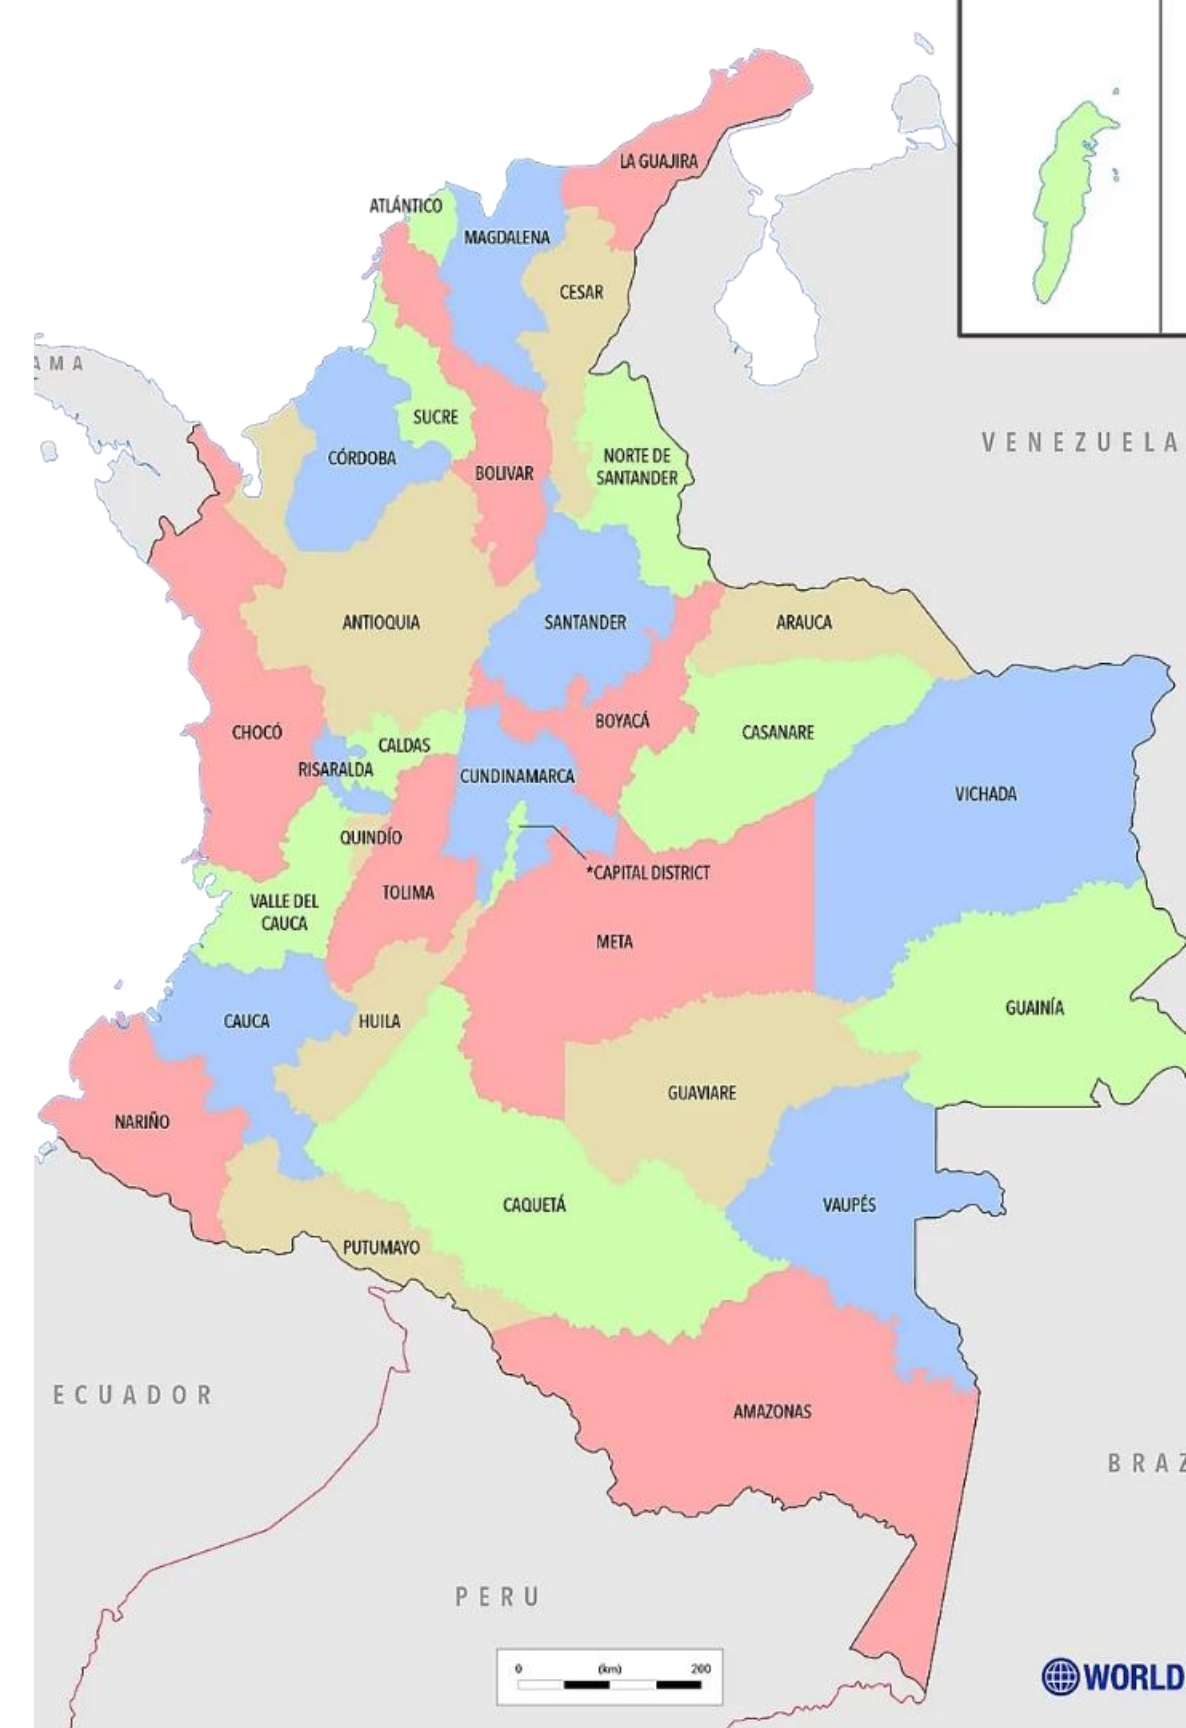 LA GUAJIRA
ATLÁNTICO
MAGDALENA
CESAR
AMA
SUCRE
CÓRDOBA
BOLIVAR
NORTE DE
SANTANDER
VENEZUELA
ANTIOQUIA
SANTANDER
ARAUCA
CHOCÓ
CALDAS
BOYACÁ
CASANARE
RISARALDA
CUNDINAMARCA
VICHADA
QUINDÍO
*CAPITAL DISTRICT
TOLIMA
VALLE DEL
CAUCA
META
CAUCA
HUILA
GUAINÍA
GUAVIARE
NARIÑO
CAQUETÁ
VAUPÉS
PUTUMAYO
ECUADOR
AMAZONAS
BRAZ
PERU
0 (km) 200
WORLD